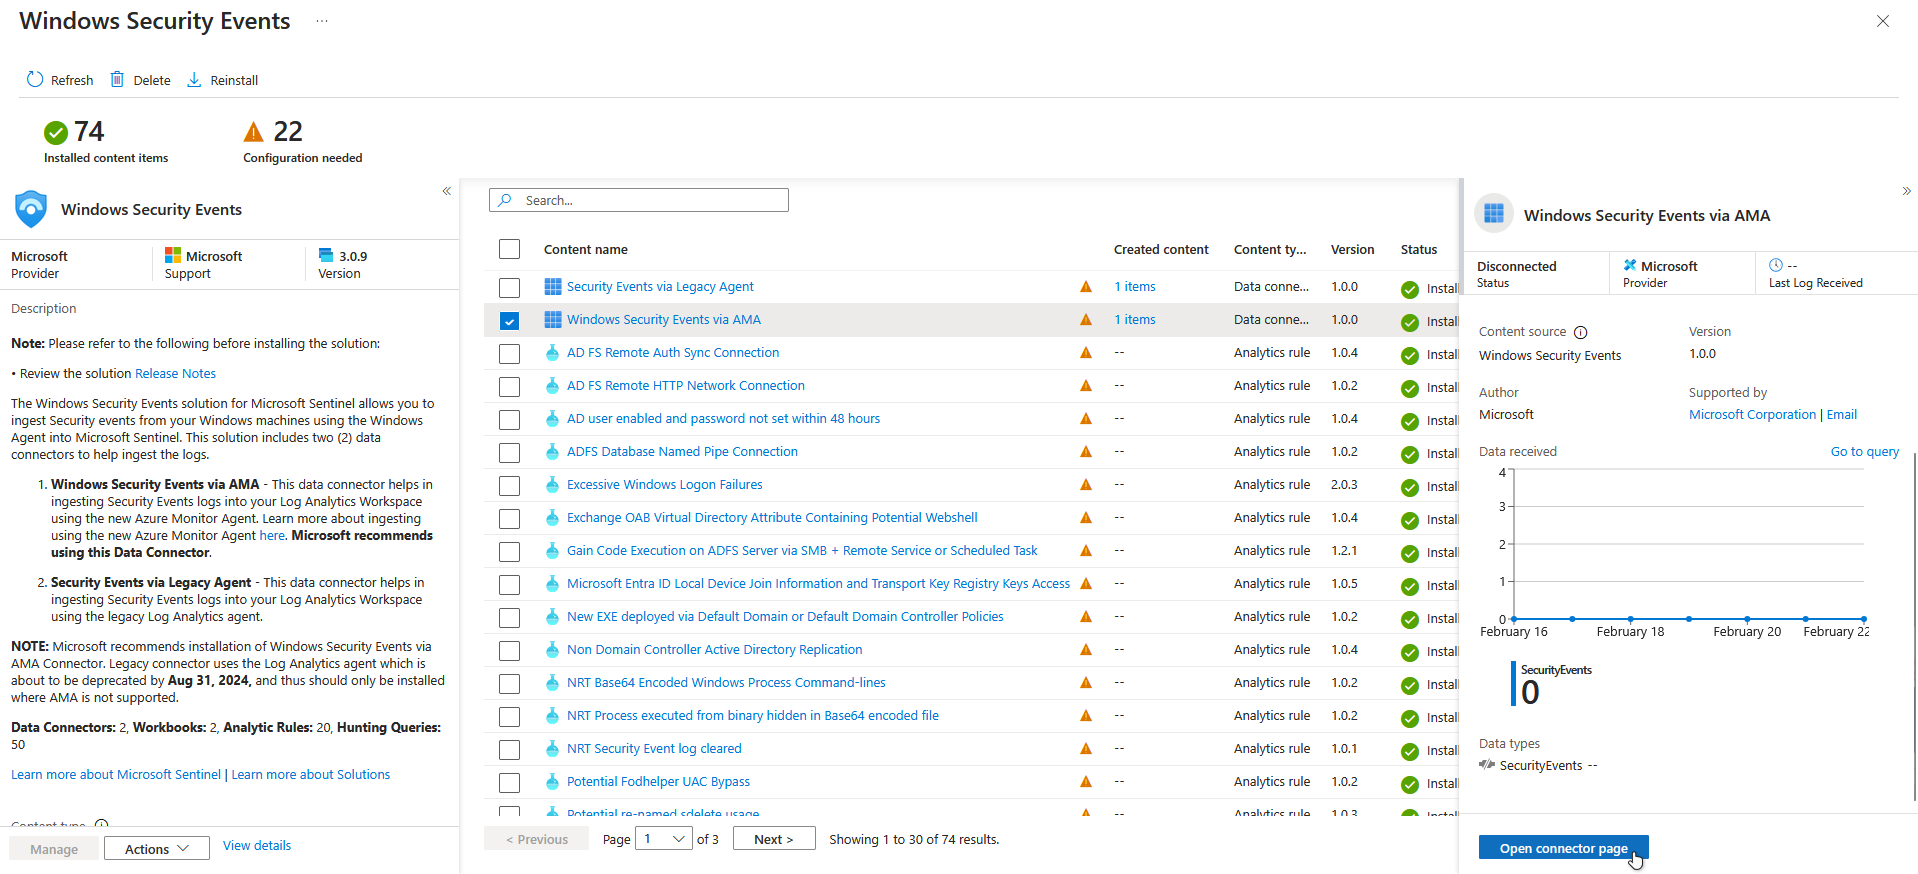 Windows Security Events ...
Refresh Delete Reinstall
74
Installed content items
22
Configuration needed
Windows Security Events
Microsoft
Provider
Microsoft
Support
3.0.9
Version
Description
Note: Please refer to the following before installing the solution:
• Review the solution Release Notes
The Windows Security Events solution for Microsoft Sentinel allows you to
ingest Security events from your Windows machines using the Windows
Agent into Microsoft Sentinel. This solution includes two (2) data
connectors to help ingest the logs.
1. Windows Security Events via AMA - This data connector helps in
ingesting Security Events logs into your Log Analytics Workspace
using the new Azure Monitor Agent. Learn more about ingesting
using the new Azure Monitor Agent here. Microsoft recommends
using this Data Connector.
2. Security Events via Legacy Agent - This data connector helps in
ingesting Security Events logs into your Log Analytics Workspace
using the legacy Log Analytics agent.
NOTE: Microsoft recommends installation of Windows Security Events via
AMA Connector. Legacy connector uses the Log Analytics agent which is
about to be deprecated by Aug 31, 2024, and thus should only be installed
where AMA is not supported.
Data Connectors: 2, Workbooks: 2, Analytic Rules: 20, Hunting Queries:
50
Learn more about Microsoft Sentinel | Learn more about Solutions
Content type
Manage Actions View details
Search...
Content name Created content Content ty... Version Status
Security Events via Legacy Agent 1 items Data conne... 1.0.0 Install
Windows Security Events via AMA 1 items Data conne... 1.0.0 Install
AD FS Remote Auth Sync Connection -- Analytics rule 1.0.4 Install
AD FS Remote HTTP Network Connection -- Analytics rule 1.0.2 Install
AD user enabled and password not set within 48 hours -- Analytics rule 1.0.4 Install
ADFS Database Named Pipe Connection -- Analytics rule 1.0.2 Install
Excessive Windows Logon Failures -- Analytics rule 2.0.3 Install
Exchange OAB Virtual Directory Attribute Containing Potential Webshell -- Analytics rule 1.0.4 Install
Gain Code Execution on ADFS Server via SMB + Remote Service or Scheduled Task -- Analytics rule 1.2.1 Install
Microsoft Entra ID Local Device Join Information and Transport Key Registry Keys Access -- Analytics rule 1.0.5 Install
New EXE deployed via Default Domain or Default Domain Controller Policies -- Analytics rule 1.0.2 Install
Non Domain Controller Active Directory Replication -- Analytics rule 1.0.4 Install
NRT Base64 Encoded Windows Process Command-lines -- Analytics rule 1.0.2 Install
NRT Process executed from binary hidden in Base64 encoded file -- Analytics rule 1.0.2 Install
NRT Security Event log cleared -- Analytics rule 1.0.1 Install
Potential Fodhelper UAC Bypass -- Analytics rule 1.0.2 Install
Potential re-named sdelete usage -- Analytics rule 1.0.3 Install
< Previous Page 1 of 3 Next > Showing 1 to 30 of 74 results.
Windows Security Events via AMA
Disconnected
Status
Microsoft
Provider
--
Last Log Received
Content source
Windows Security Events
Version
1.0.0
Author
Microsoft
Supported by
Microsoft Corporation | Email
Data received Go to query
4
3
2
1
0
February 16 February 18 February 20 February 22
SecurityEvents
0
Data types
SecurityEvents --
Open connector page